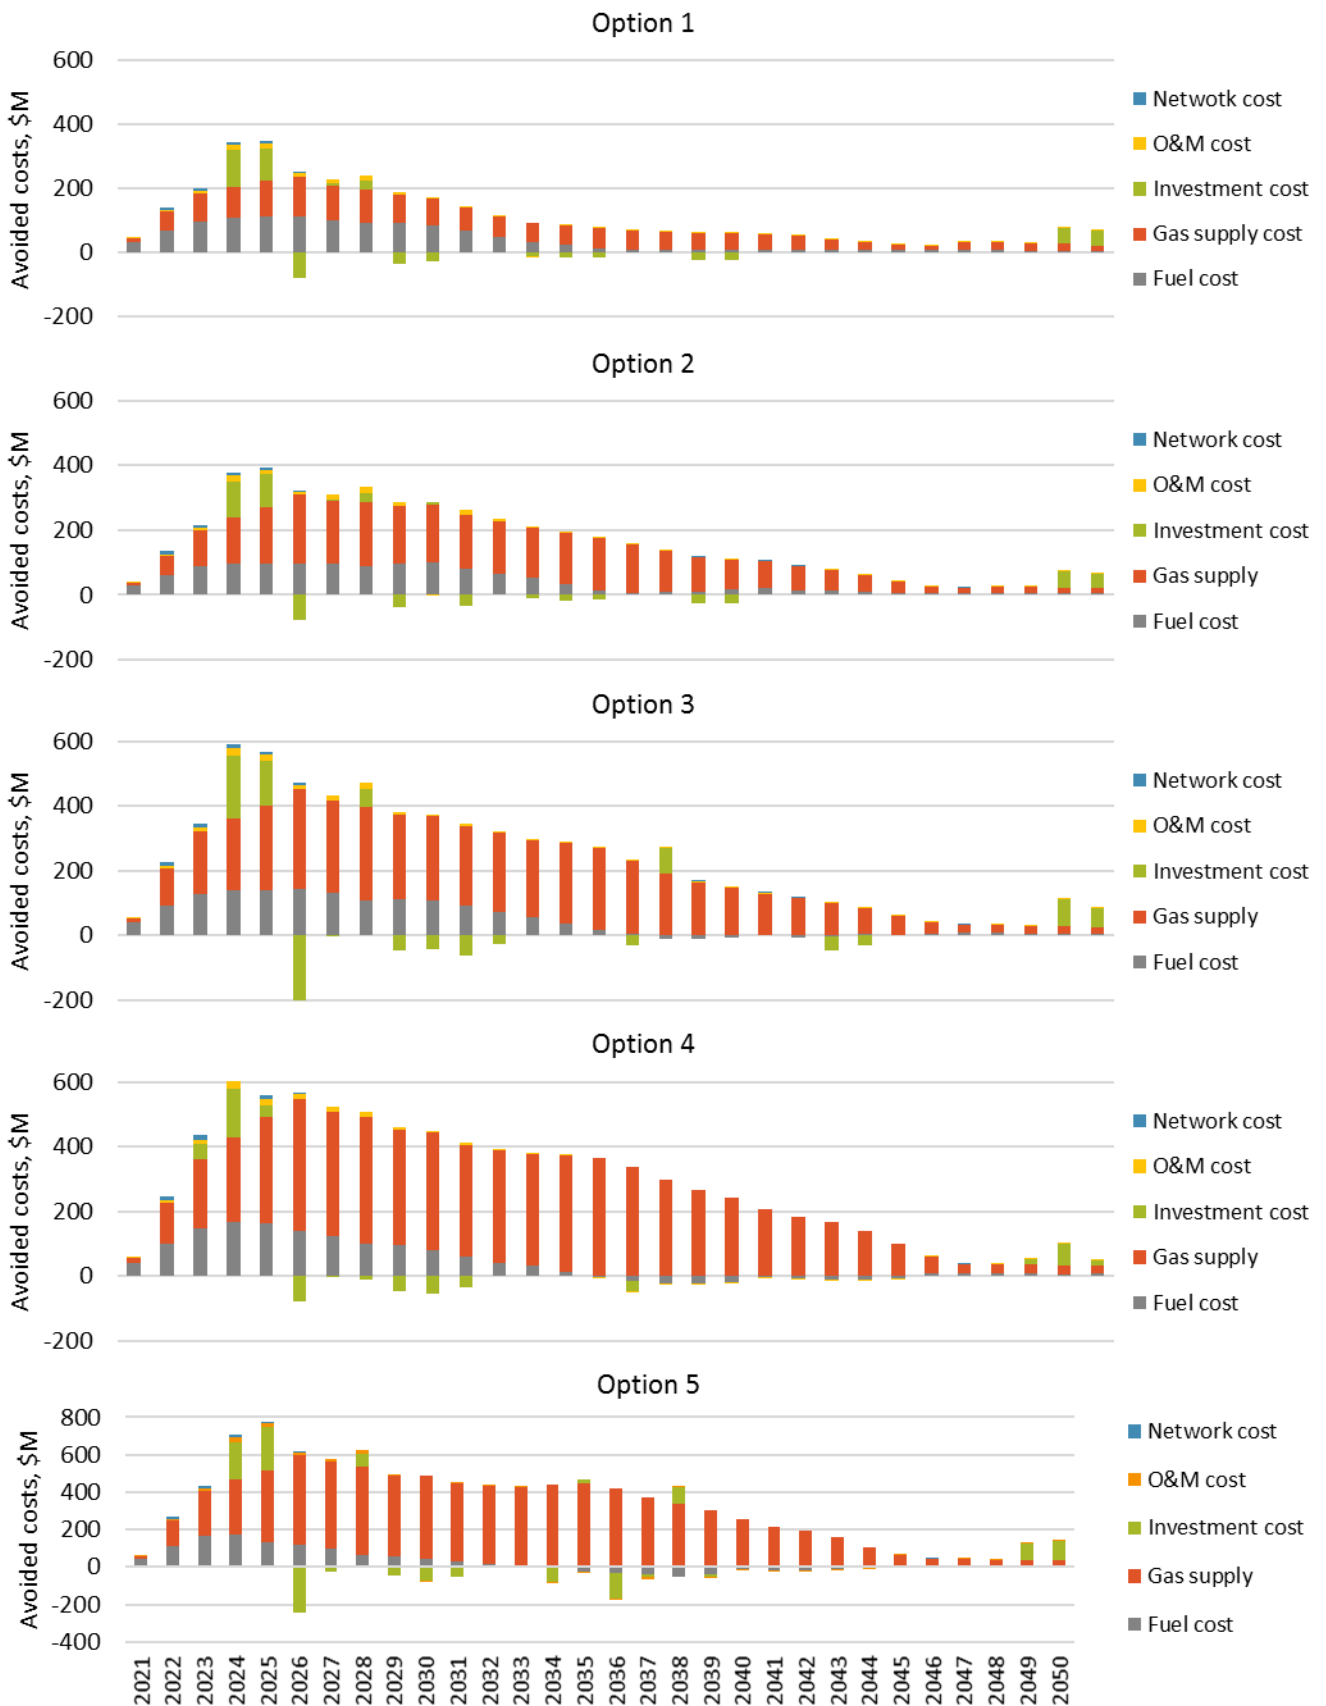 Option 1
Avoided costs, $M
600
400
200
0
-200
Netwotk cost
O&M cost
Investment cost
Gas supply cost
Fuel cost
Option 2
Avoided costs, $M
600
400
200
0
-200
Network cost
O&M cost
Investment cost
Gas supply
Fuel cost
Option 3
Avoided costs, $M
600
400
200
0
-200
Network cost
O&M cost
Investment cost
Gas supply
Fuel cost
Option 4
Avoided costs, $M
600
400
200
0
-200
Network cost
O&M cost
Investment cost
Gas supply
Fuel cost
Option 5
Avoided costs, $M
800
600
400
200
0
-200
-400
Network cost
O&M cost
Investment cost
Gas supply
Fuel cost
2021
2022
2023
2024
2025
2026
2027
2028
2029
2030
2031
2032
2033
2034
2035
2036
2037
2038
2039
2040
2041
2042
2043
2044
2045
2046
2047
2048
2049
2050